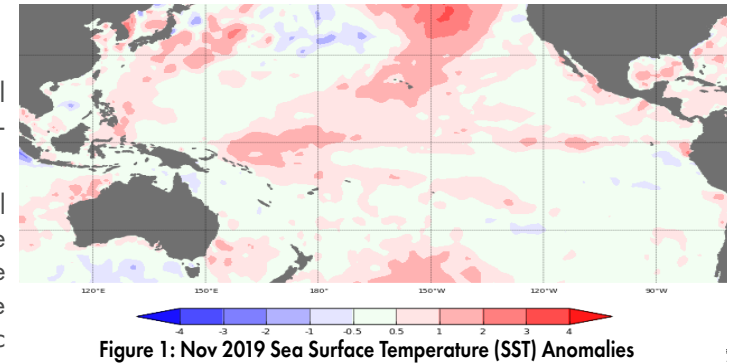 120°E 150°E 180° 150°W 120°W 90°W
-4 -3 -2 -1 -0.5 0.5 1 2 3 4
Figure 1: Nov 2019 Sea Surface Temperature (SST) Anomalies